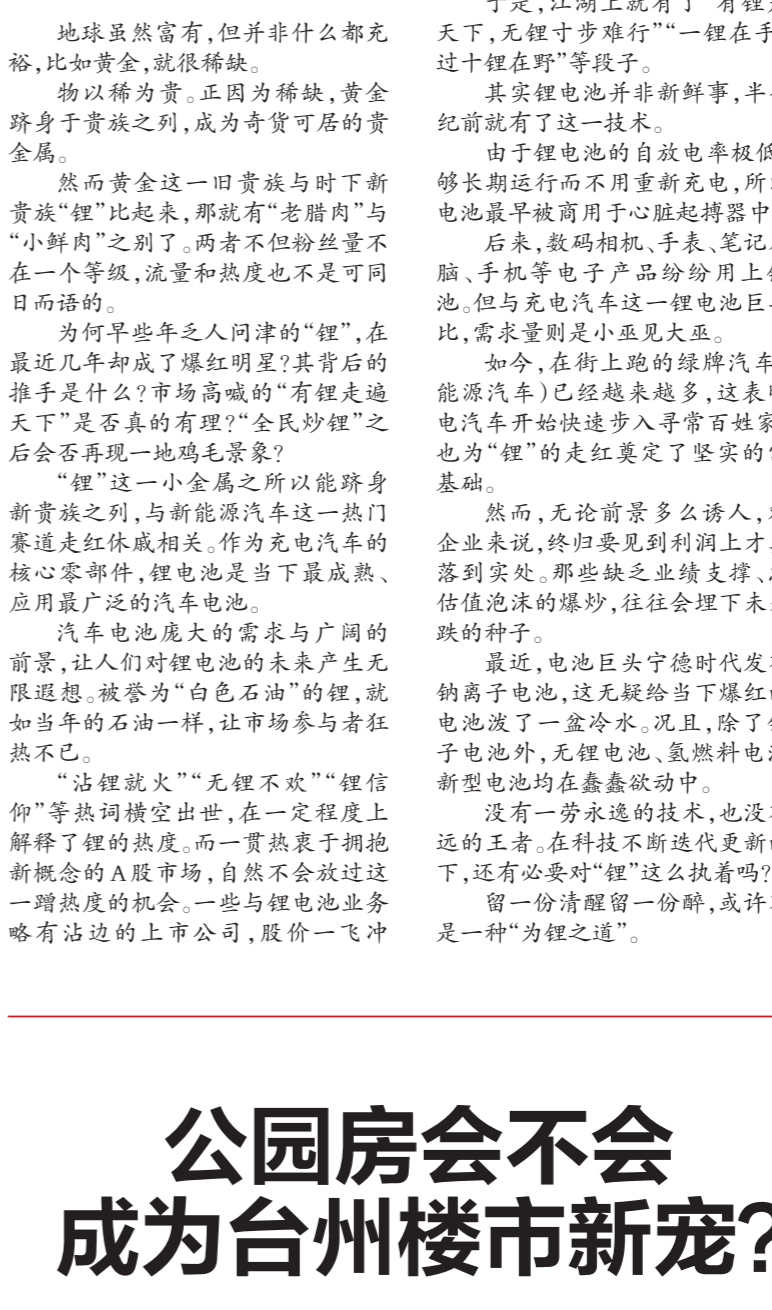 地球虽然富有,但并非什么都充
裕,比如黄金,就很稀缺。
物以稀为贵。正因为稀缺,黄金
跻身于贵族之列,成为奇货可居的贵
金属。
然而黄金这一旧贵族与时下新
贵族“锂”比起来,那就有“老腊肉”与
“小鲜肉”之别了。两者不但粉丝量不
在一个等级,流量和热度也不是可同
日而语的。
为何早些年乏人问津的“锂”,在
最近几年却成了爆红明星?其背后的
推手是什么?市场高喊的“有锂走遍
天下”是否真的有理?“全民炒锂”之
后会否再现一地鸡毛景象?
“锂”这一小金属之所以能跻身
新贵族之列,与新能源汽车这一热门
赛道走红休戚相关。作为充电汽车的
核心零部件,锂电池是当下最成熟、
应用最广泛的汽车电池。
汽车电池庞大的需求与广阔的
前景,让人们对锂电池的未来产生无
限遐想。被誉为“白色石油”的锂,就
如当年的石油一样,让市场参与者狂
热不已。
“沾锂就火”“无锂不欢”“锂信
仰”等热词横空出世,在一定程度上
解释了锂的热度。而一贯热衷于拥抱
新概念的A股市场,自然不会放过这
一蹭热度的机会。一些与锂电池业务
略有沾边的上市公司,股价一飞冲
于是,江湖上就有了“有锂
天下,无锂寸步难行”“一锂在手
过十锂在野”等段子。
其实锂电池并非新鲜事,半
纪前就有了这一技术。
由于锂电池的自放电率极低
够长期运行而不用重新充电,所
电池最早被商用于心脏起搏器中
后来,数码相机、手表、笔记
脑、手机等电子产品纷纷用上
池。但与充电汽车这一锂电池巨
比,需求量则是小巫见大巫。
如今,在街上跑的绿牌汽车
能源汽车)已经越来越多,这表
电汽车开始快速步入寻常百姓家
也为“锂”的走红奠定了坚实的
基础。
然而,无论前景多么诱人,
企业来说,终归要见到利润上才
落到实处。那些缺乏业绩支撑、
估值泡沫的爆炒,往往会埋下未
跌的种子。
最近,电池巨头宁德时代发
钠离子电池,这无疑给当下爆红
电池泼了一盆冷水。况且,除了
子电池外,无锂电池、氢燃料电
新型电池均在蠢蠢欲动中。
没有一劳永逸的技术,也没
远的王者。在科技不断迭代更新
下,还有必要对“锂”这么执着吗?
留一份清醒留一份醉,或许
是一种“为锂之道”。
公园房会不会
成为台州楼市新宠?